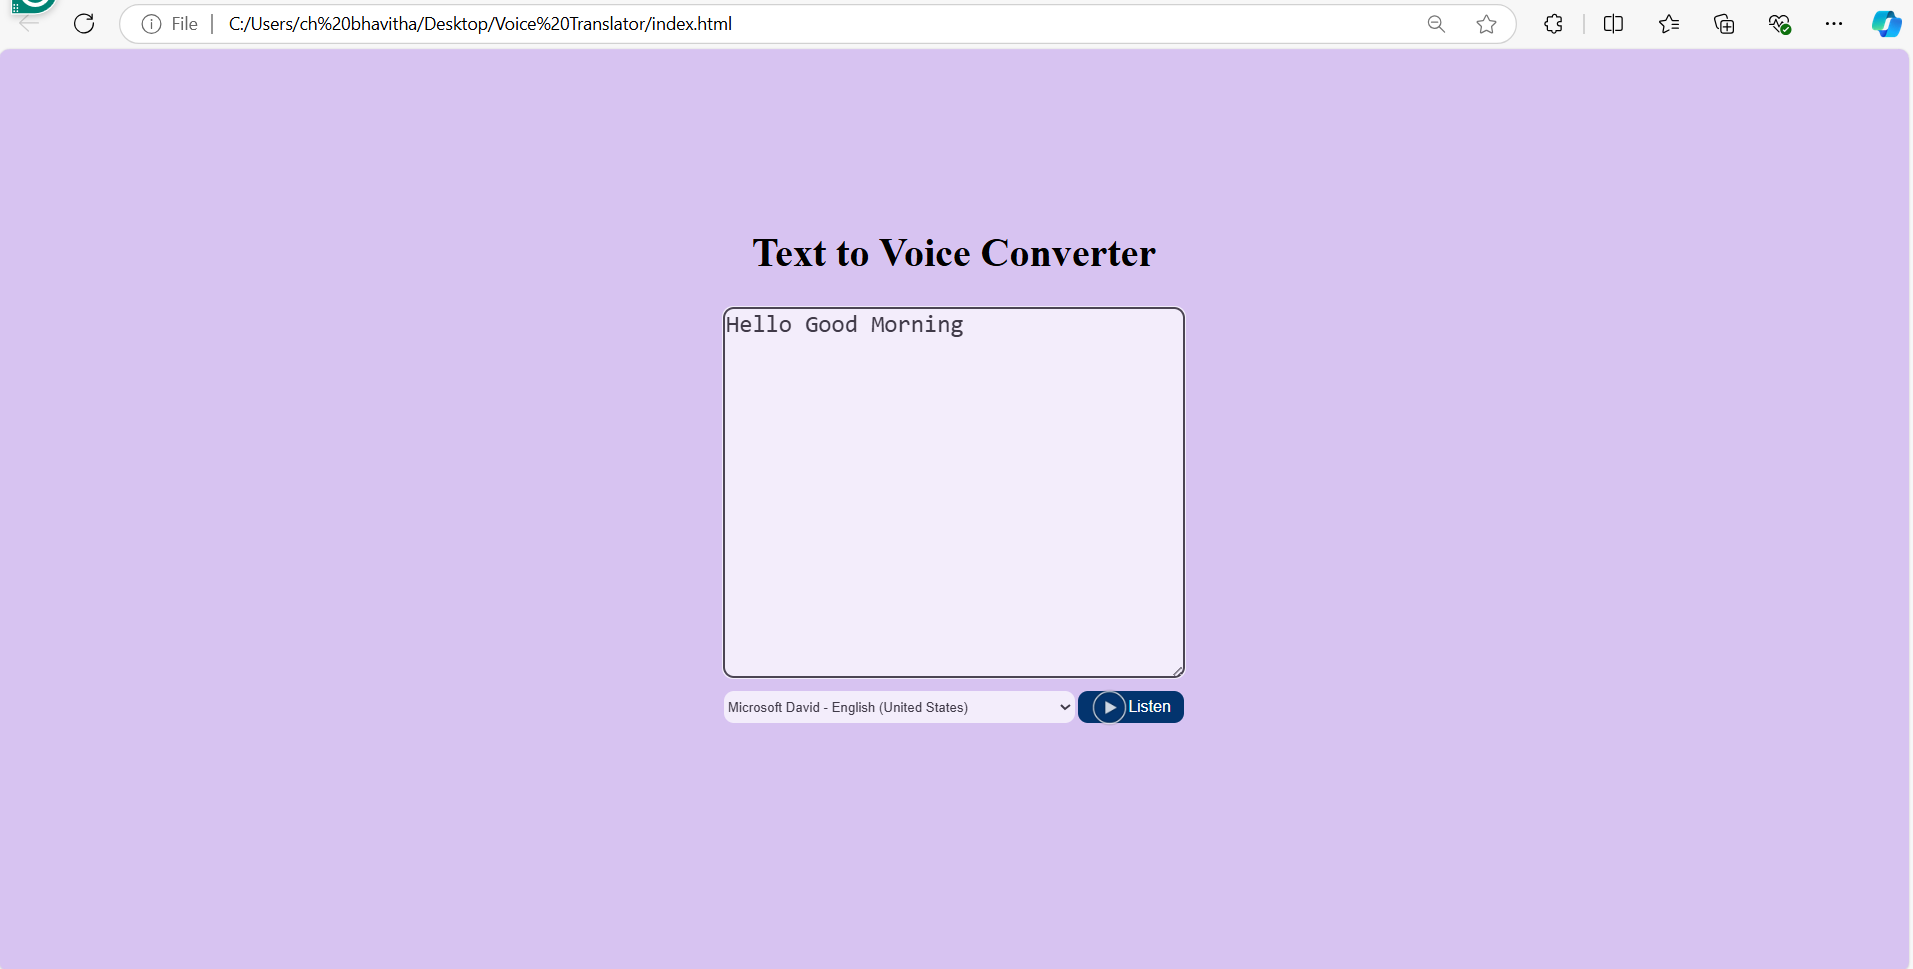 File C:/Users/ch%20bhavitha/Desktop/Voice%20Translator/index.html
Text to Voice Converter
Hello Good Morning
Microsoft David - English (United States) Listen